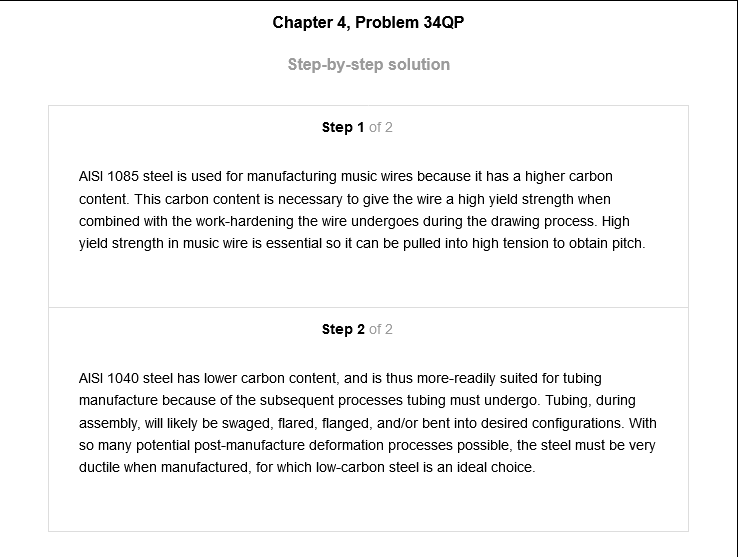 Chapter 4, Problem 34QP
Step-by-step solution
Step 1 of 2
AISI 1085 steel is used for manufacturing music wires because it has a higher carbon
content. This carbon content is necessary to give the wire a high yield strength when
combined with the work-hardening the wire undergoes during the drawing process. High
yield strength in music wire is essential so it can be pulled into high tension to obtain pitch.
Step 2 of 2
AISI 1040 steel has lower carbon content, and is thus more-readily suited for tubing
manufacture because of the subsequent processes tubing must undergo. Tubing, during
assembly, will likely be swaged, flared, flanged, and/or bent into desired configurations. With
so many potential post-manufacture deformation processes possible, the steel must be very
ductile when manufactured, for which low-carbon steel is an ideal choice.